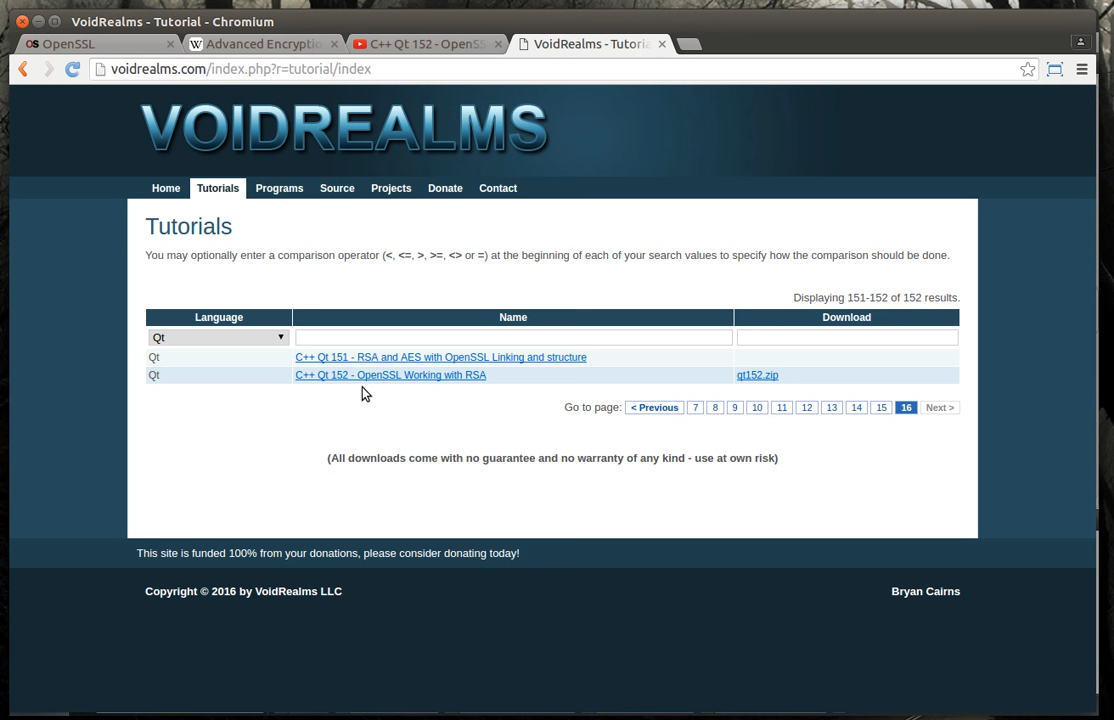 VoidRealms - Tutorial - Chromium
OS OpenSSL
W Advanced Encryptio
C++ Qt 152 - OpenSS
VoidRealms - Tutoria
voidrealms.com/index.php?r=tutorial/index
VOIDREALMS
Home Tutorials Programs Source Projects Donate Contact
Tutorials
You may optionally enter a comparison operator (<, <=, >, >=, <> or =) at the beginning of each of your search values to specify how the comparison should be done.
Displaying 151-152 of 152 results.
Language Name Download
Qt
Qt C++ Qt 151 - RSA and AES with OpenSSL Linking and structure
Qt C++ Qt 152 - OpenSSL Working with RSA qt152.zip
Go to page: < Previous 7 8 9 10 11 12 13 14 15 16 Next >
(All downloads come with no guarantee and no warranty of any kind - use at own risk)
This site is funded 100% from your donations, please consider donating today!
Copyright © 2016 by VoidRealms LLC Bryan Cairns